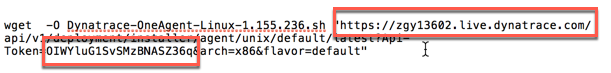 wget  -O Dynatrace-OneAgent-Linux-1.155.236.sh "https://zgy13602.live.dynatrace.com/
api/v1/deployment/installer/agent/unix/default/latest?Api-
Token=OIWYluG1SvSMzBNASZ36q&arch=x86&flavor=default"